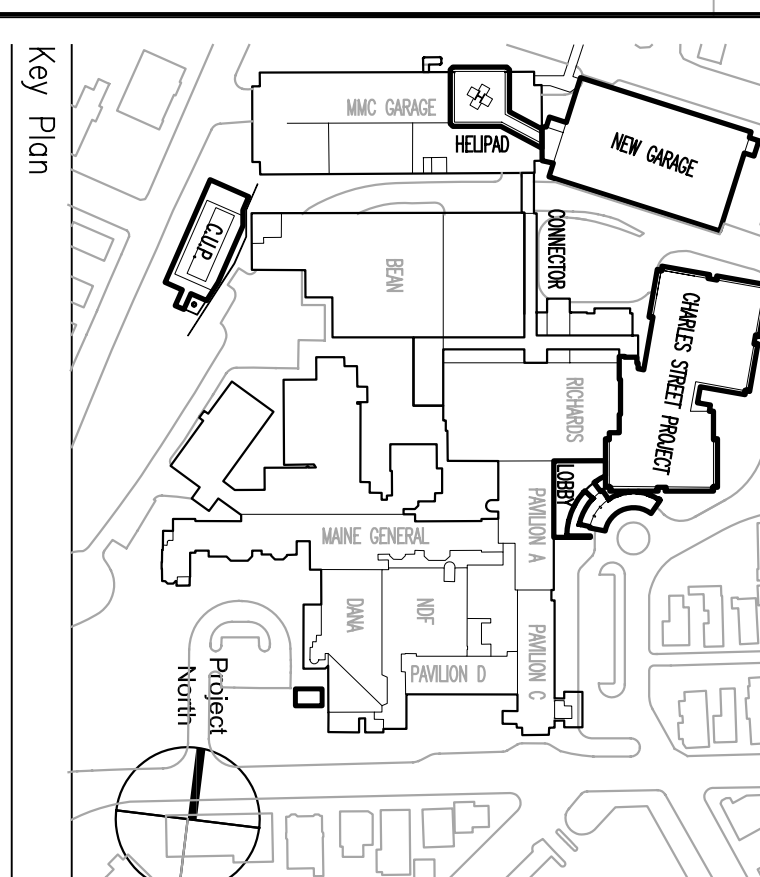 Key Plan
MMC GARAGE
HELIPAD
NEW GARAGE
C.U.P.
CONNECTOR
BEAN
CHARLES STREET PROJECT
RICHARDS
LOBBY
PAVILION A
MAINE GENERAL
DANA
NDF
PAVILION C
PAVILION D
Project
North